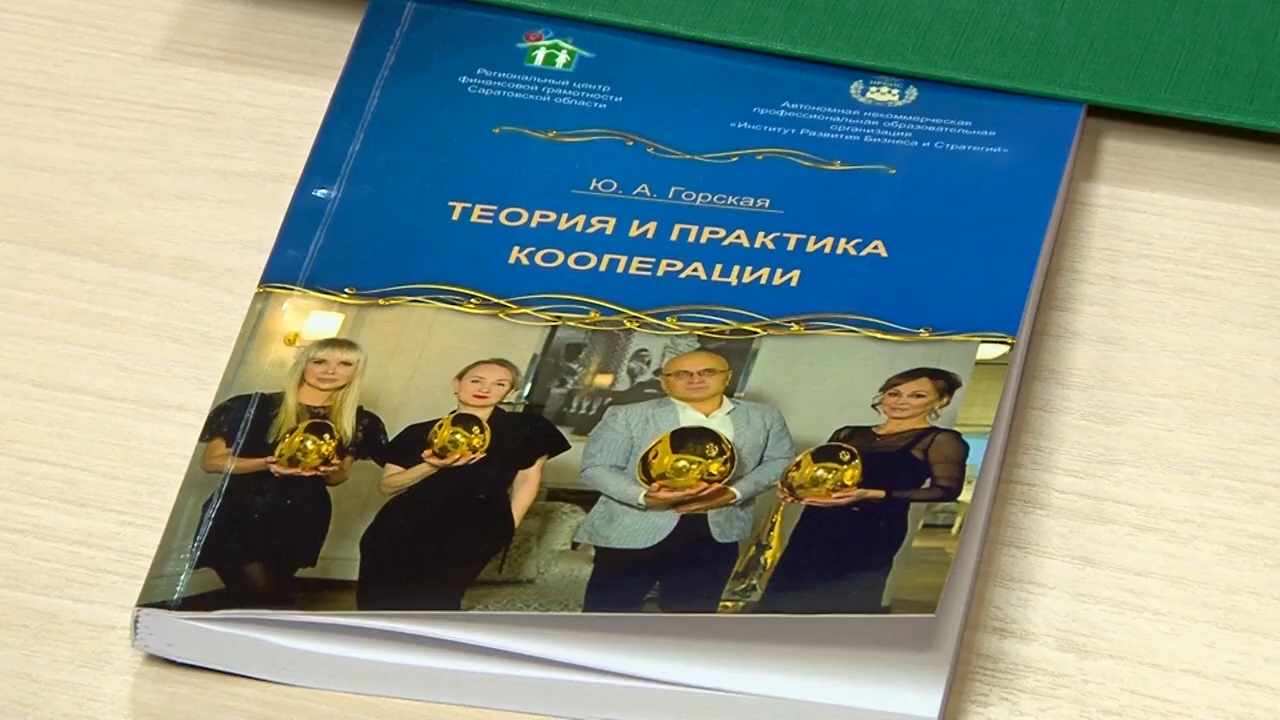 Региональный центр
финансовой грамотности
Саратовской области
Автономная некоммерческая
профессиональная образовательная
организация
«Институт Развития Бизнеса и Стратегий»
Ю. А. Горская
ТЕОРИЯ И ПРАКТИКА
КООПЕРАЦИИ